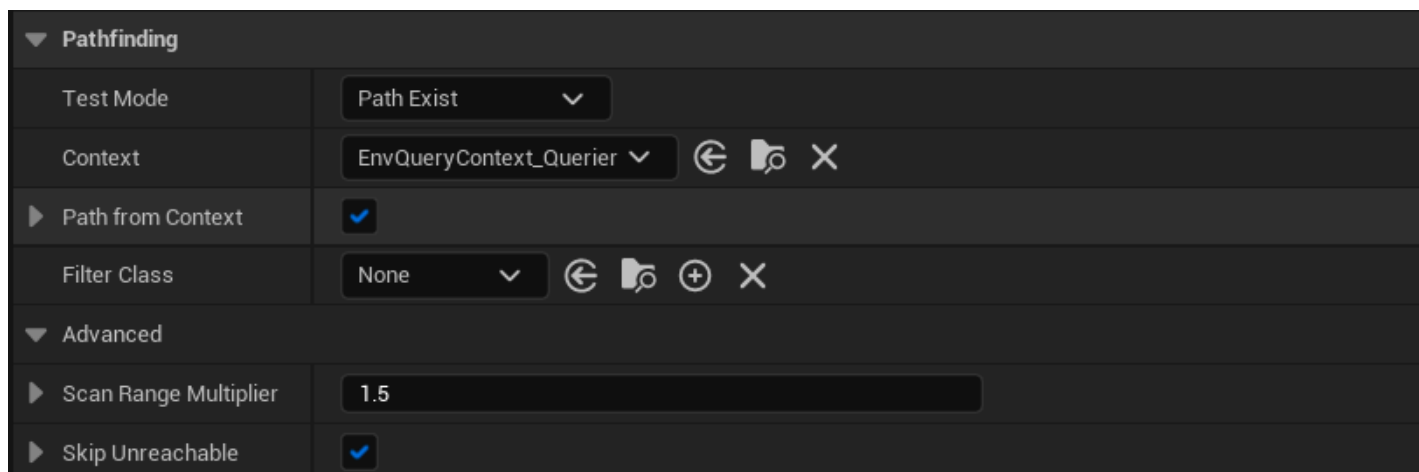 Pathfinding
Test Mode Path Exist
Context EnvQueryContext_Querier
Path from Context
Filter Class None
Advanced
Scan Range Multiplier 1.5
Skip Unreachable